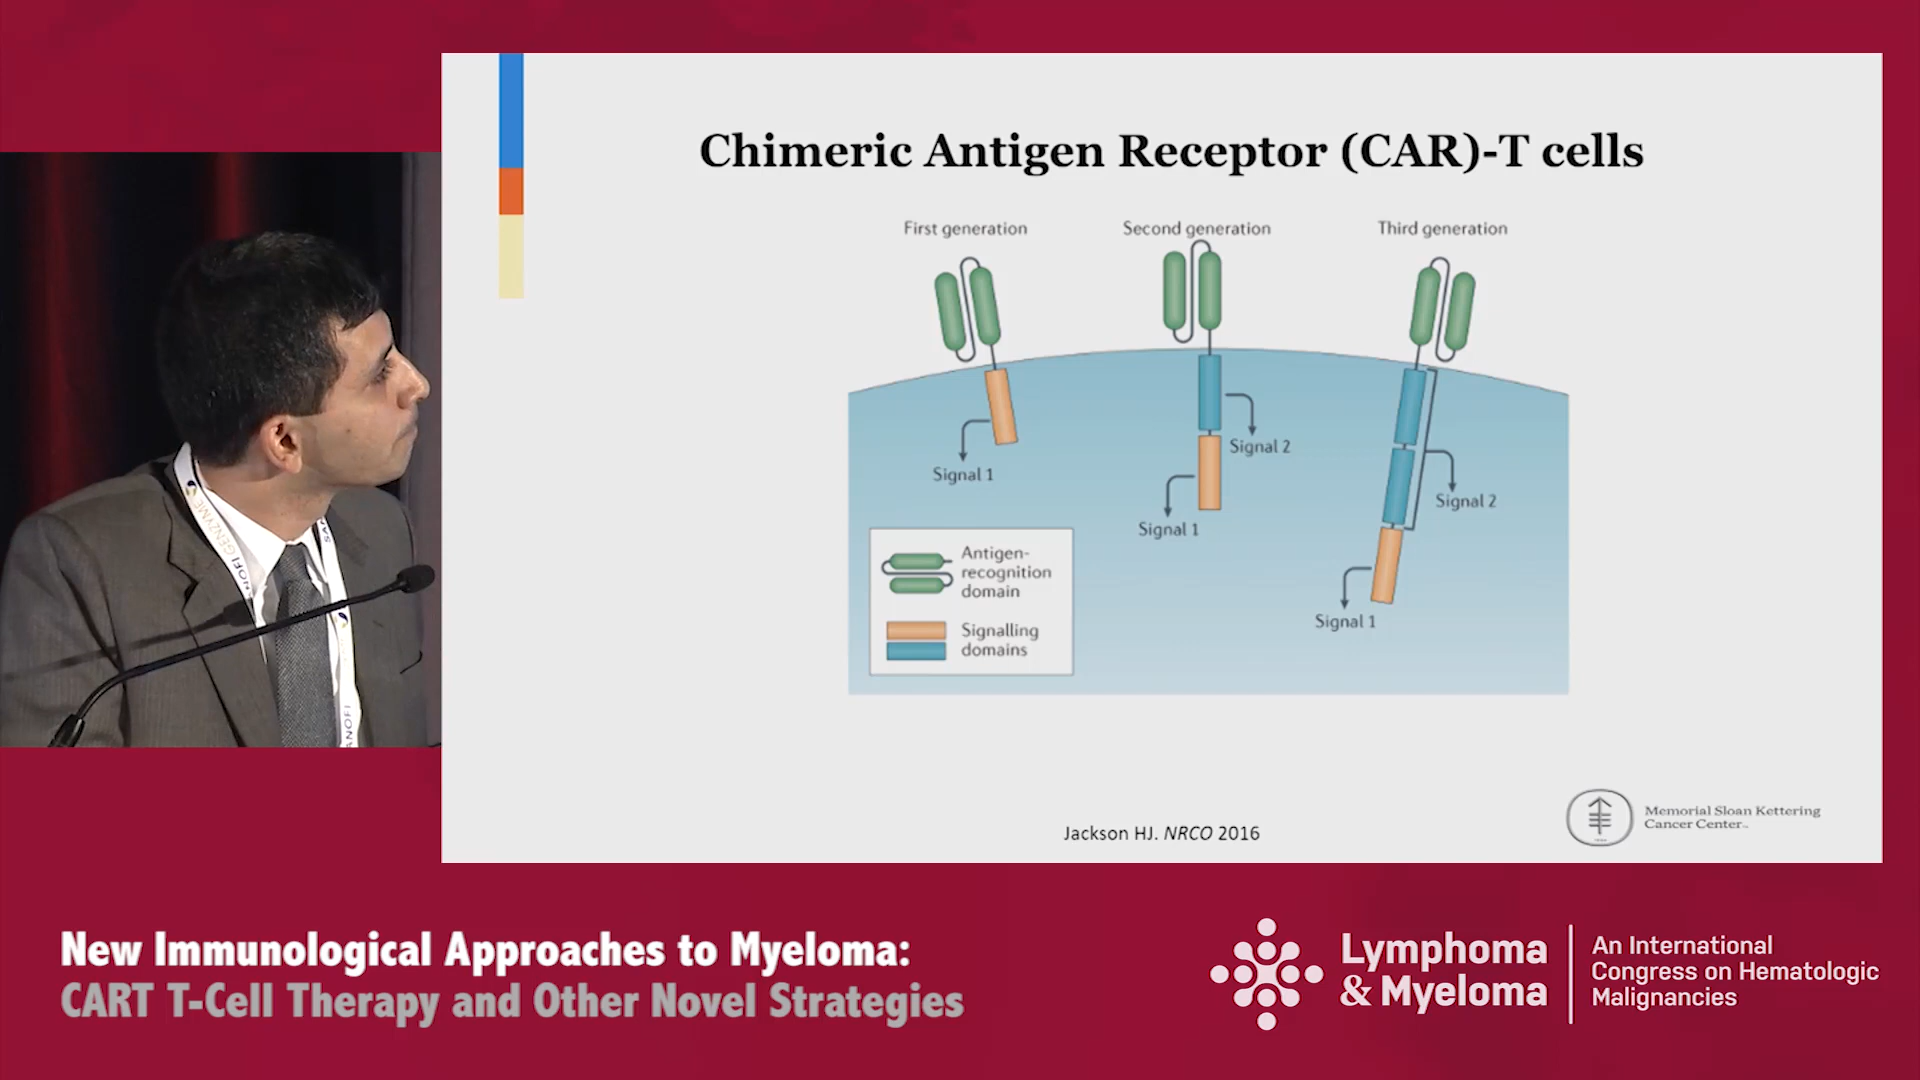 Chimeric Antigen Receptor (CAR)-T cells
First generation
Second generation
Third generation
Signal 1
Signal 2
Signal 1
Signal 2
Signal 1
Antigen-
recognition
domain
Signalling
domains
Jackson HJ. NRCO 2016
Memorial Sloan Kettering
Cancer Center
SANOFI GENZYME
New Immunological Approaches to Myeloma:
CART T-Cell Therapy and Other Novel Strategies
Lymphoma
& Myeloma
An International
Congress on Hematologic
Malignancies